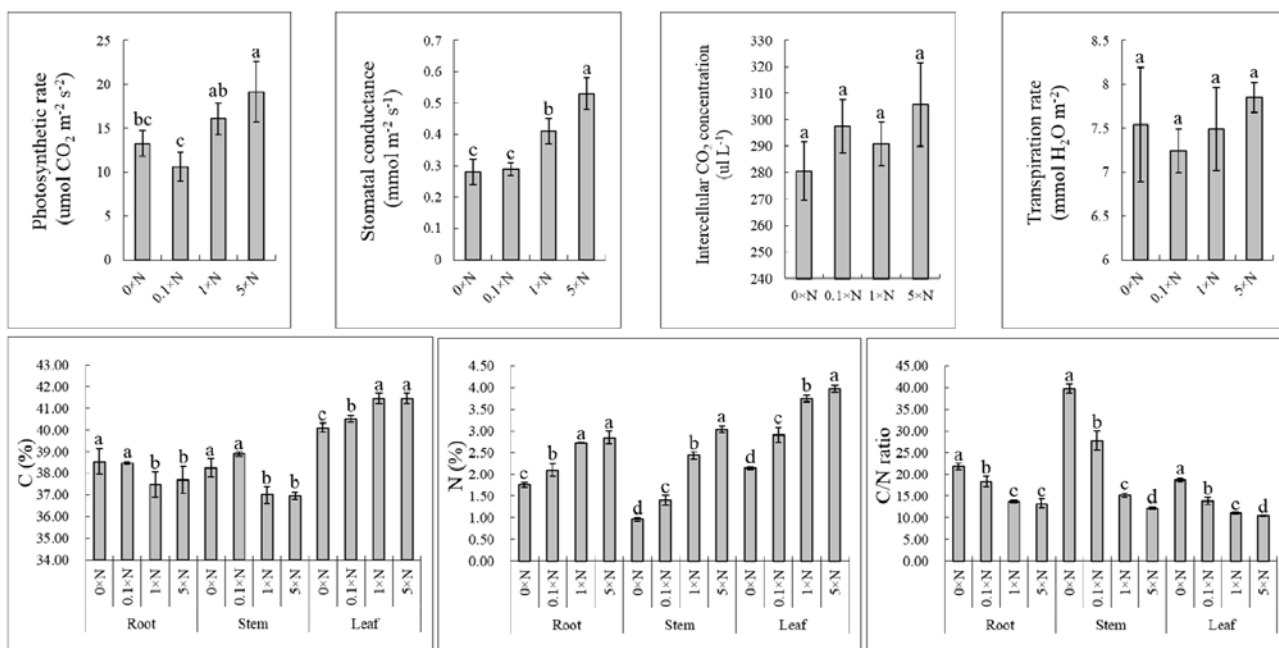 Photosynthetic rate
(umol CO₂ m⁻² s⁻²)
25
20
15
10
5
0
bc
c
ab
a
0×N
0.1×N
1×N
5×N
Stomatal conductance
(mmol m⁻² s⁻¹)
0.7
0.6
0.5
0.4
0.3
0.2
0.1
0
c
c
b
a
0×N
0.1×N
1×N
5×N
Intercellular CO₂ concentration
(ul L⁻¹)
330
320
310
300
290
280
270
260
250
240
a
a
a
a
0×N
0.1×N
1×N
5×N
Transpiration rate
(mmol H₂O m⁻²)
8.5
8
7.5
7
6.5
6
a
a
a
a
0×N
0.1×N
1×N
5×N
C (%)
43.00
42.00
41.00
40.00
39.00
38.00
37.00
36.00
35.00
34.00
a
a
b
b
a
a
b
b
c
b
a
a
0×N
0.1×N
1×N
5×N
0×N
0.1×N
1×N
5×N
0×N
0.1×N
1×N
5×N
Root
Stem
Leaf
N (%)
4.50
4.00
3.50
3.00
2.50
2.00
1.50
1.00
0.50
0.00
c
b
a
a
d
c
b
a
d
c
b
a
0×N
0.1×N
1×N
5×N
0×N
0.1×N
1×N
5×N
0×N
0.1×N
1×N
5×N
Root
Stem
Leaf
C/N ratio
45.00
40.00
35.00
30.00
25.00
20.00
15.00
10.00
5.00
0.00
a
b
c
c
a
b
c
d
a
b
c
d
0×N
0.1×N
1×N
5×N
0×N
0.1×N
1×N
5×N
0×N
0.1×N
1×N
5×N
Root
Stem
Leaf